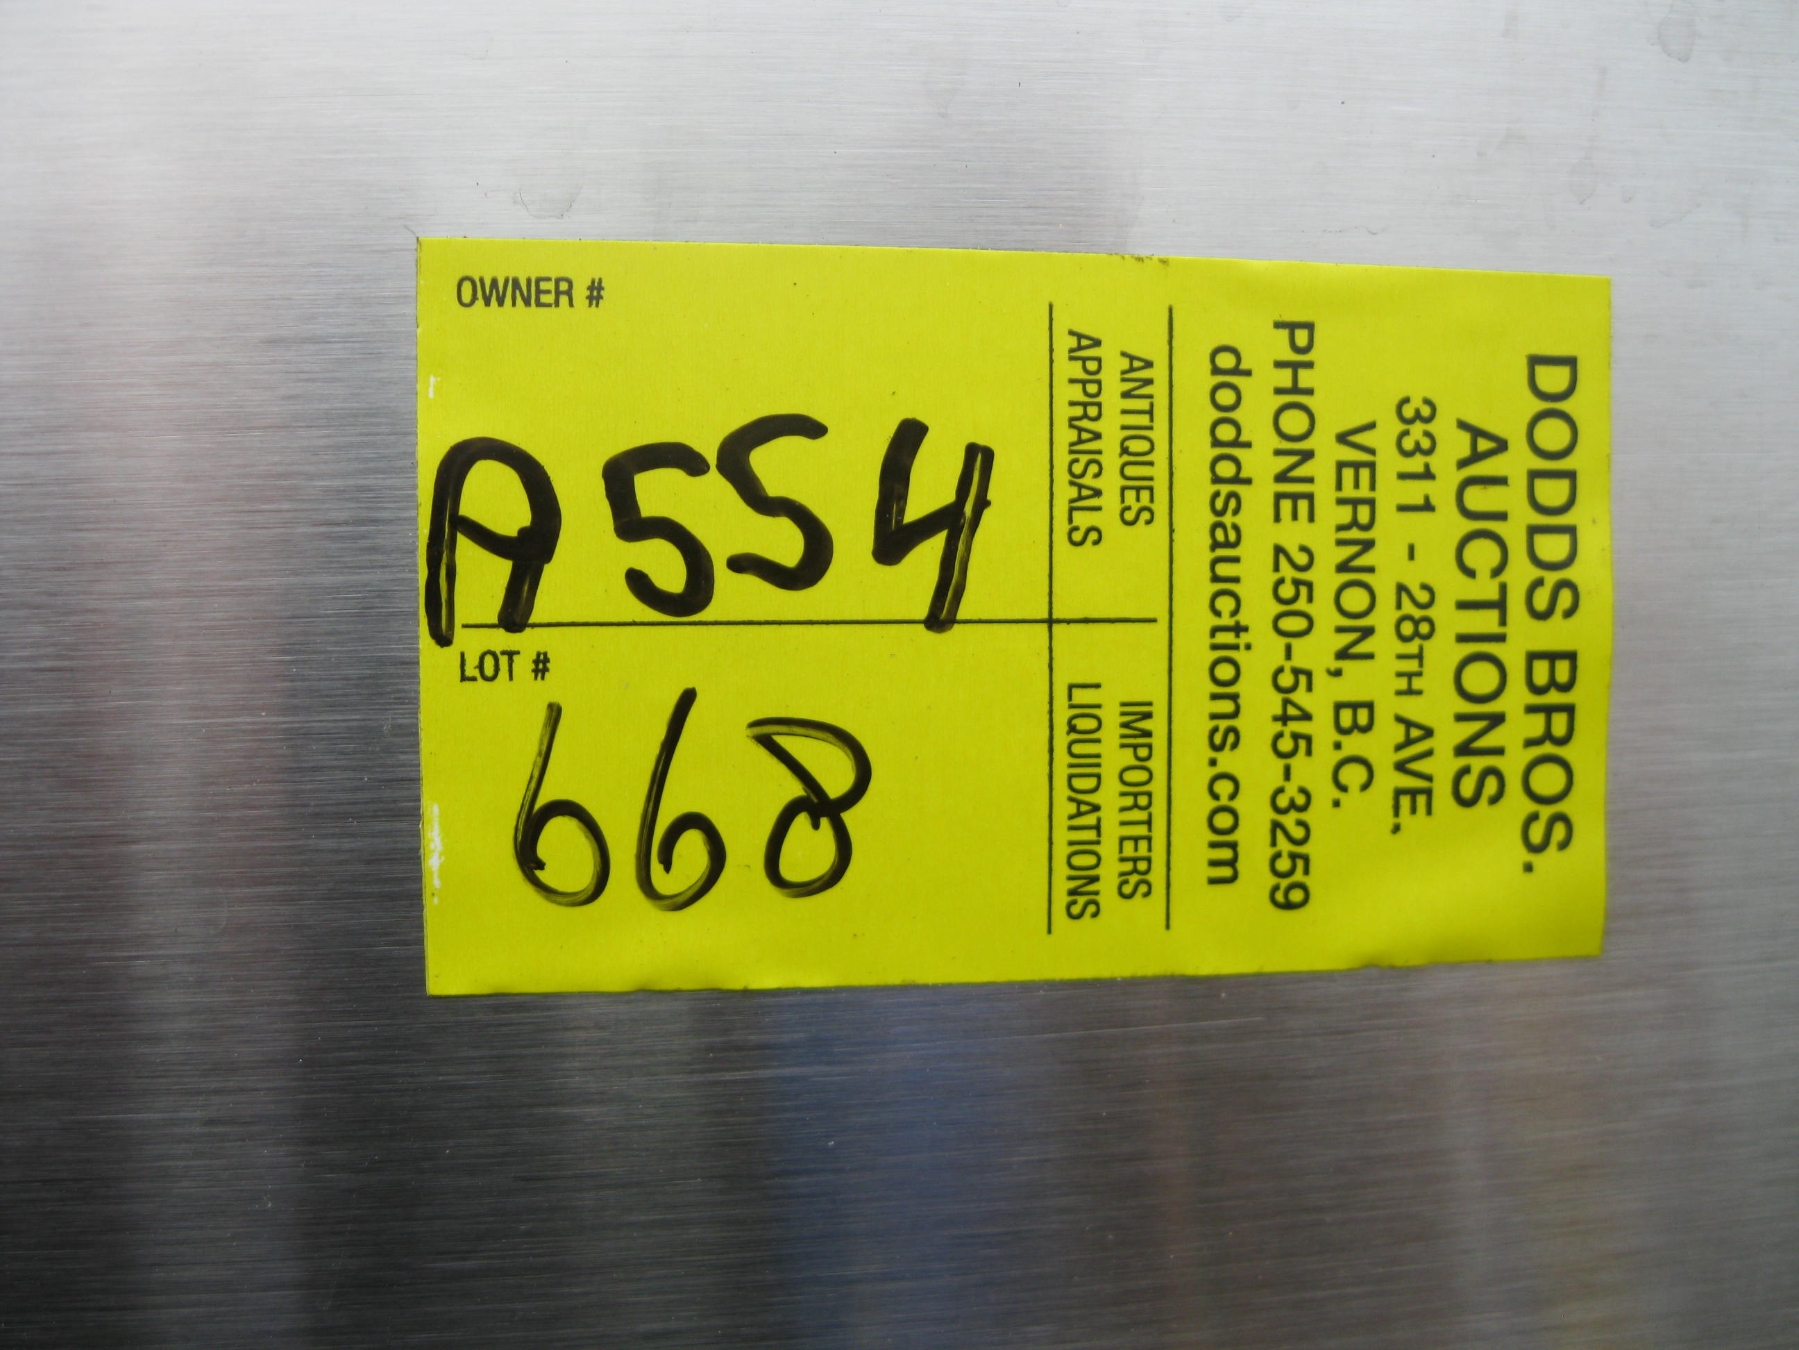 DODDS BROS.
AUCTIONS
3311 - 28TH AVE.
VERNON, B.C.
PHONE 250-545-3259
doddsauctions.com
ANTIQUES IMPORTERS
APPRAISALS LIQUIDATIONS
OWNER #
A554
LOT #
668